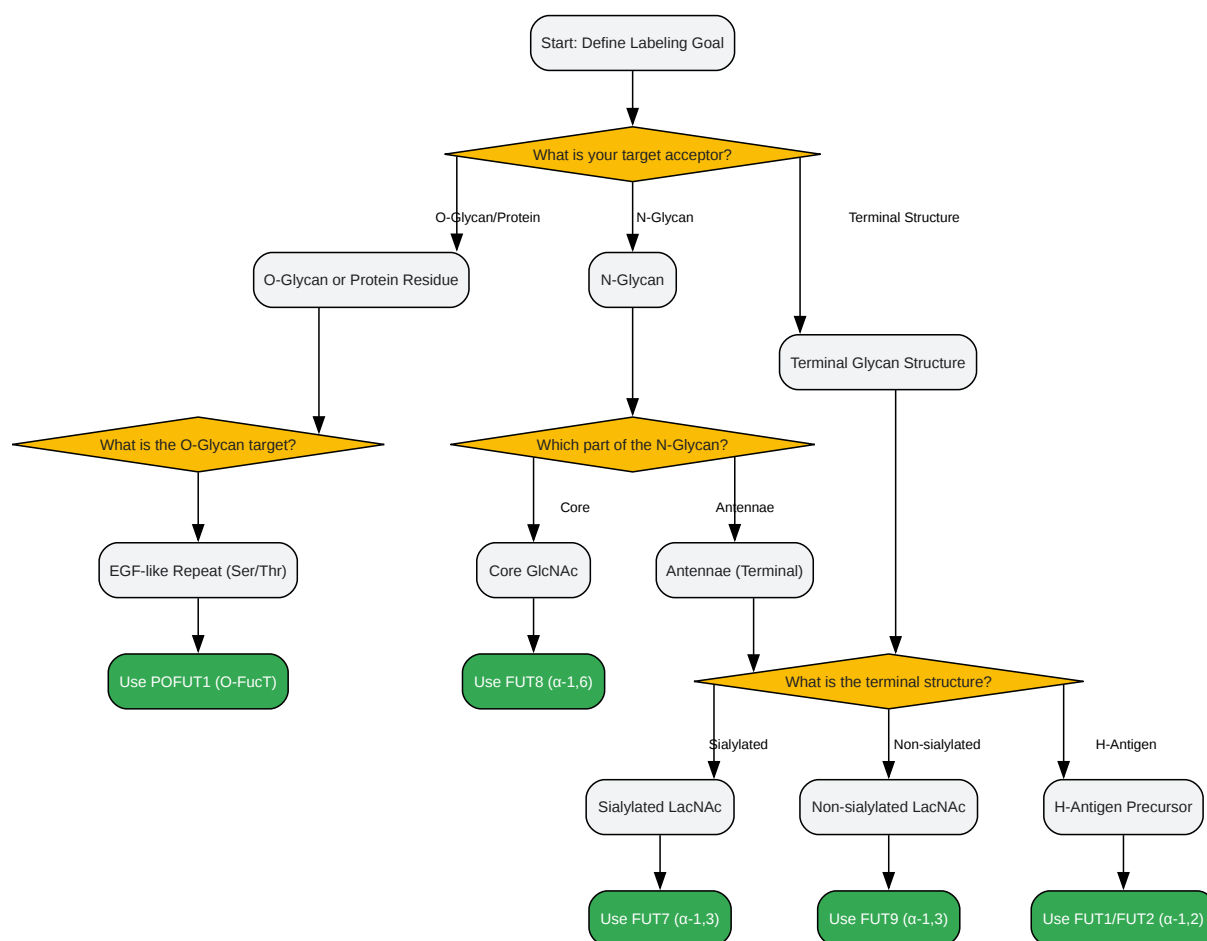 Start: Define Labeling Goal
What is your target acceptor?
O-Glycan/Protein
N-Glycan
Terminal Structure
O-Glycan or Protein Residue
N-Glycan
Terminal Glycan Structure
What is the O-Glycan target?
Which part of the N-Glycan?
Core
Antennae
EGF-like Repeat (Ser/Thr)
Core GlcNAc
Antennae (Terminal)
Use POFUT1 (O-FucT)
Use FUT8 (α-1,6)
What is the terminal structure?
Sialylated
Non-sialylated
H-Antigen
Sialylated LacNAc
Non-sialylated LacNAc
H-Antigen Precursor
Use FUT7 (α-1,3)
Use FUT9 (α-1,3)
Use FUT1/FUT2 (α-1,2)